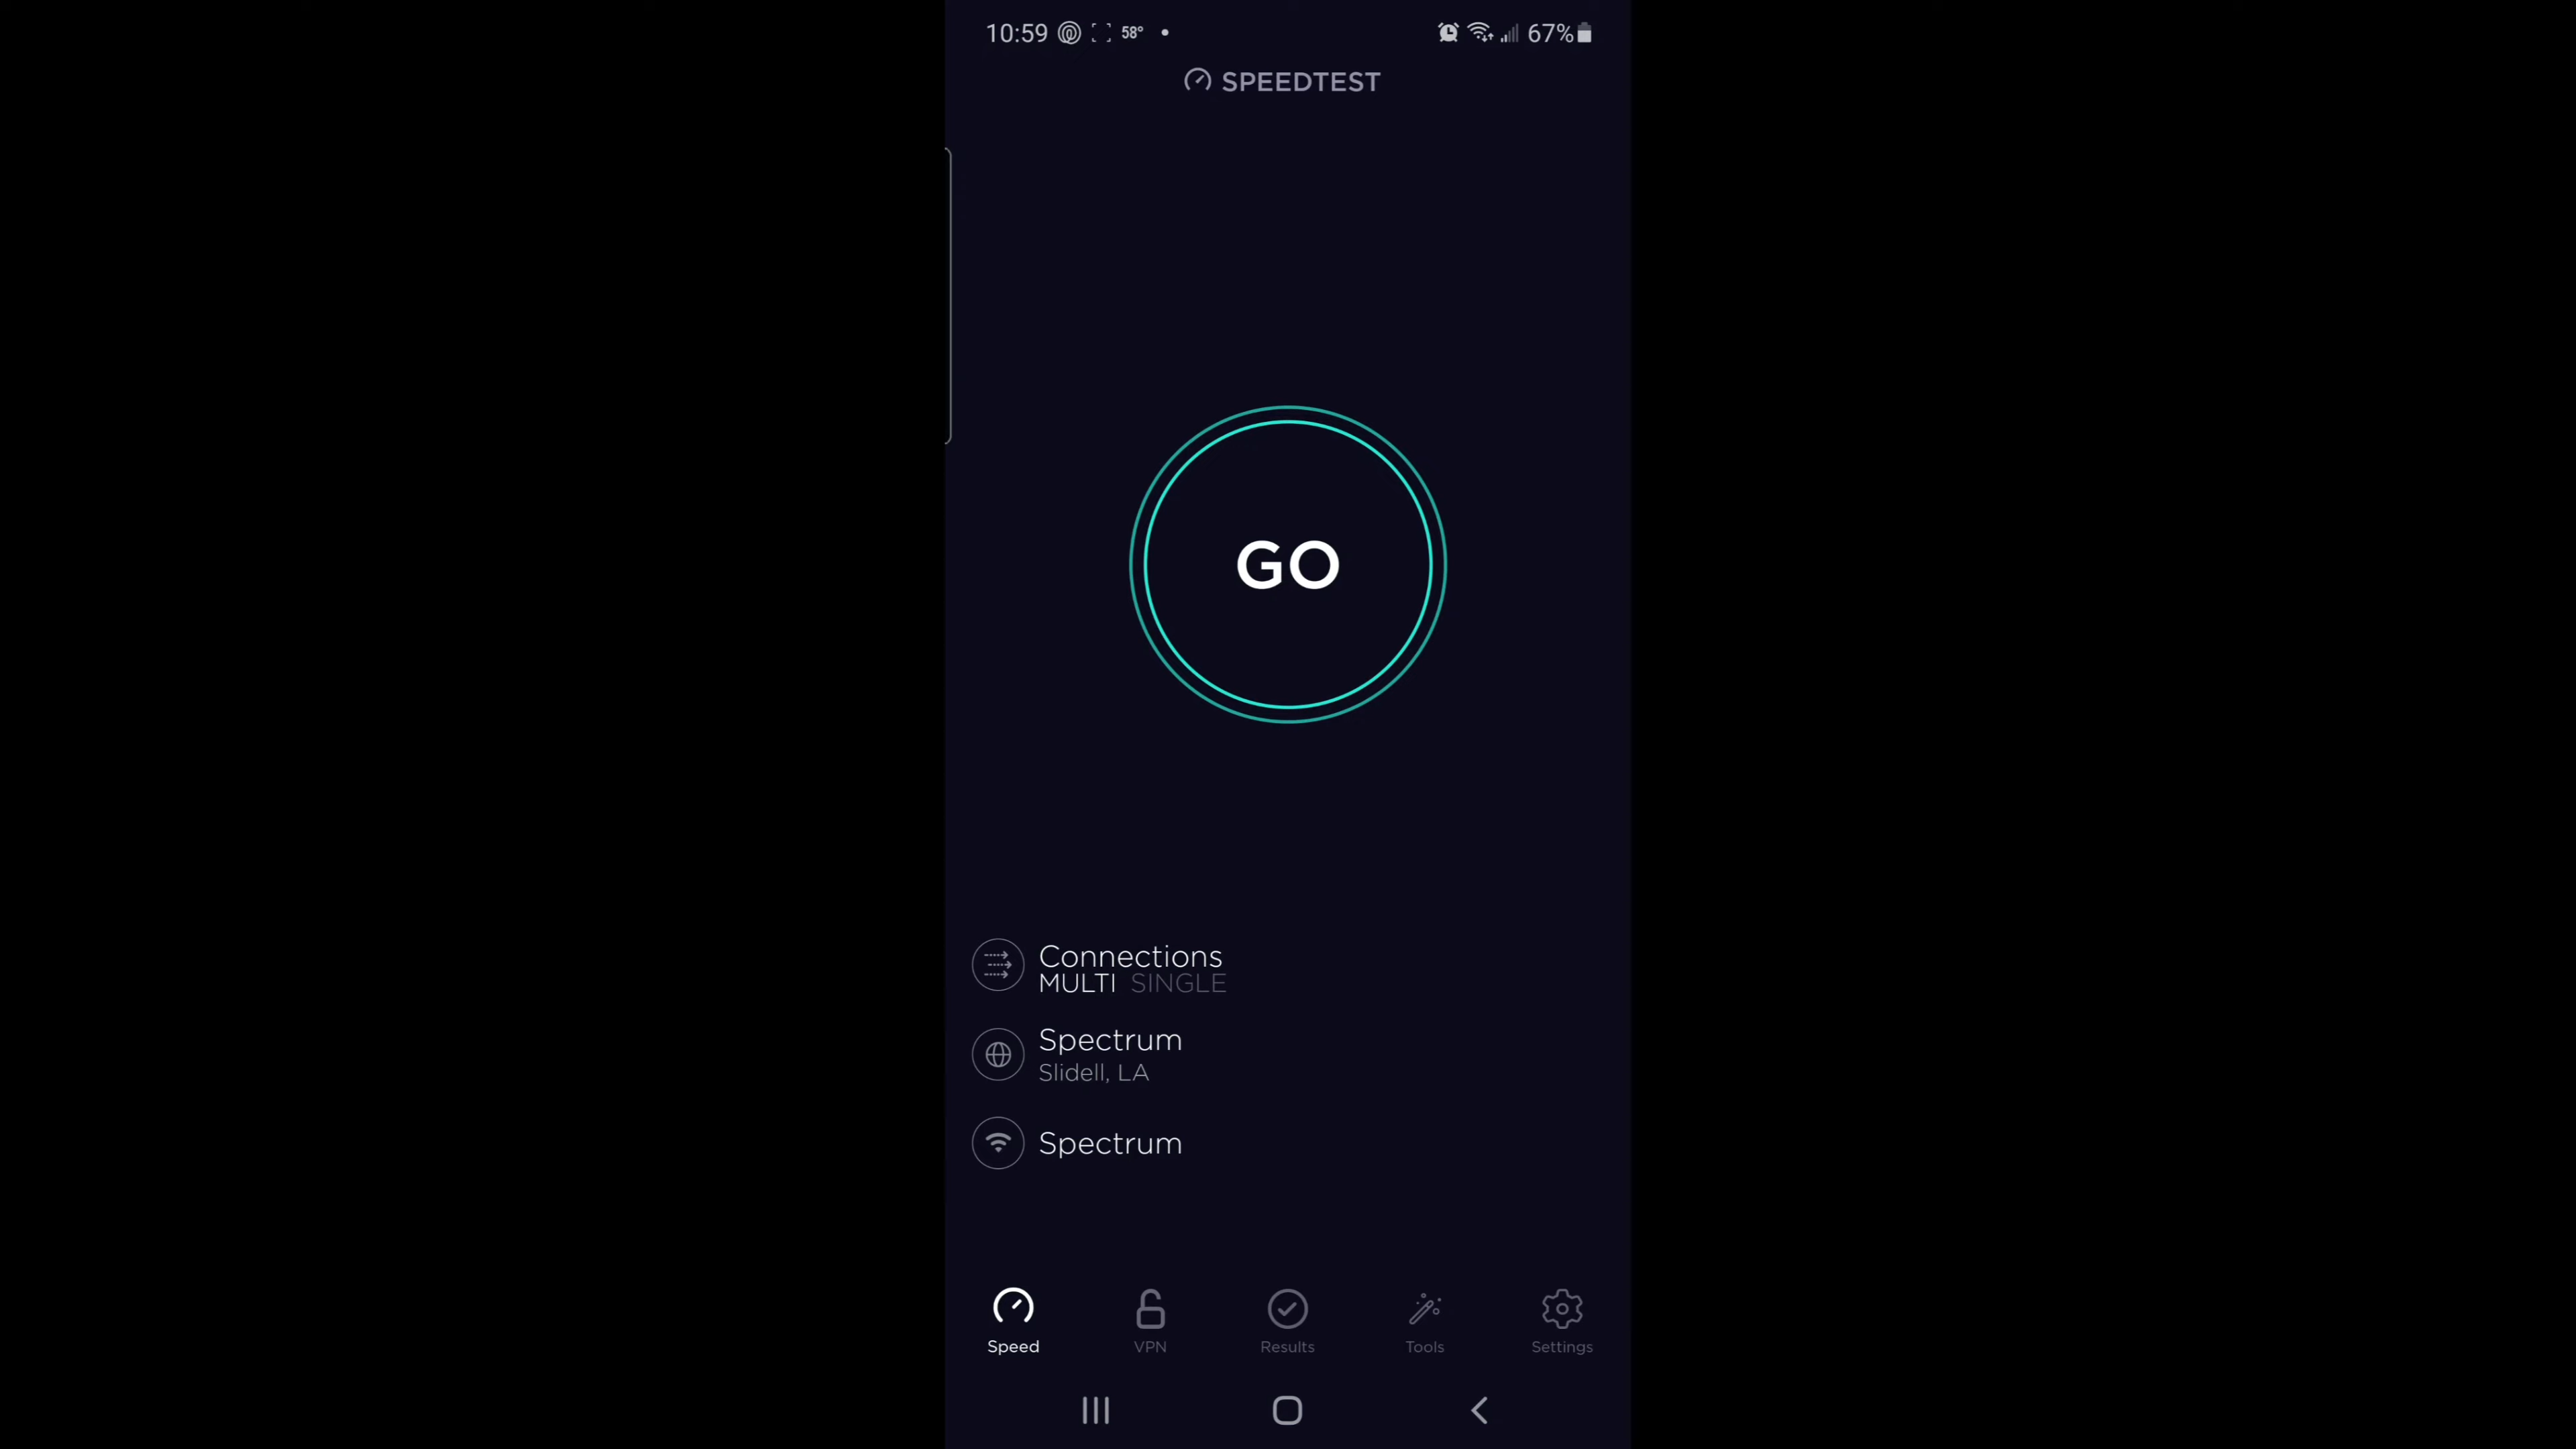 10:59 58° 67%
SPEEDTEST
GO
Connections
MULTI SINGLE
Spectrum
Slidell, LA
Spectrum
Speed VPN Results Tools Settings